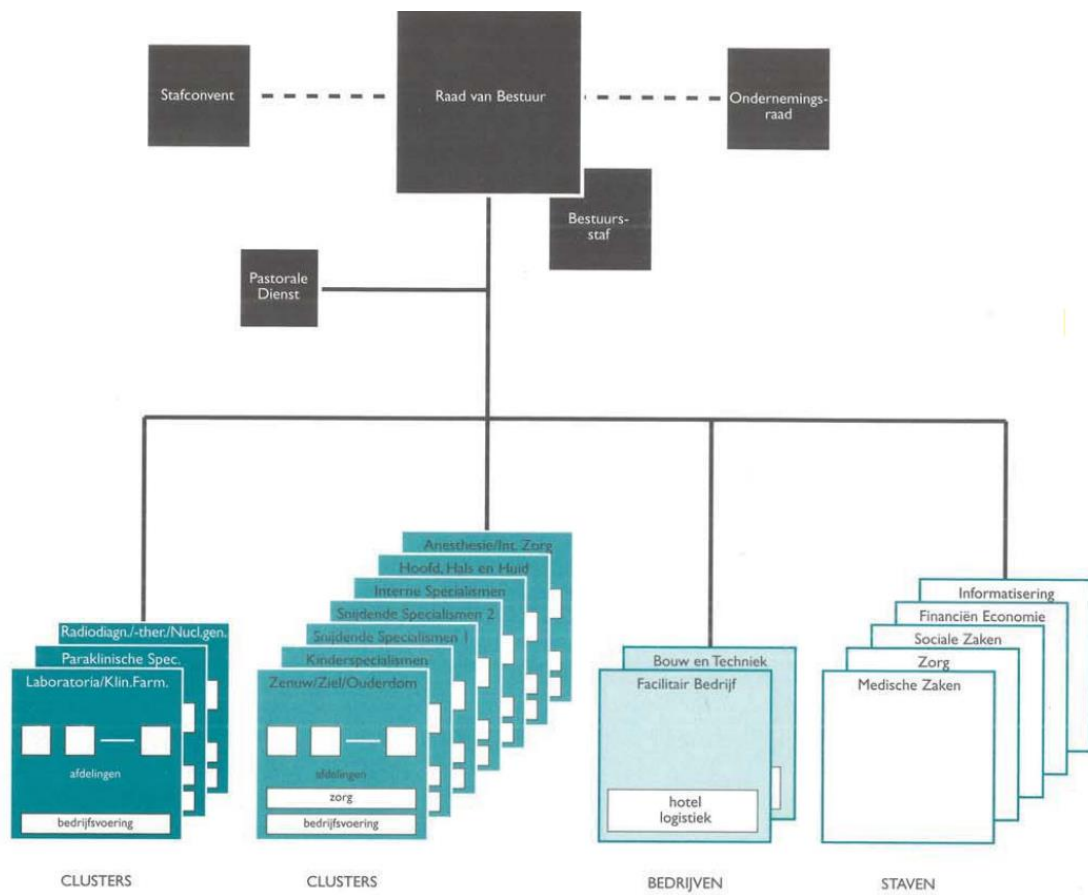 Stafconvent
Raad van Bestuur
Ondernemings-
raad
Bestuurs-
staf
Pastorale
Dienst
Anesthesie/Int. Zorg
Hoofd, Hals en Huid
Interne Specialismen
Snijdende Specialismen 2
Snijdende Specialismen 1
Kinderspecialismen
Zenuw/Ziel/Ouderdom
afdelingen
zorg
bedrijfsvoering
Radiodiagn./-ther./Nucl.gen.
Paraklinische Spec.
Laboratoria/Klin.Farm.
afdelingen
bedrijfsvoering
Bouw en Techniek
Facilitair Bedrijf
hotel
logistiek
Informatisering
Financiën Economie
Sociale Zaken
Zorg
Medische Zaken
CLUSTERS
CLUSTERS
BEDRIJVEN
STAVEN